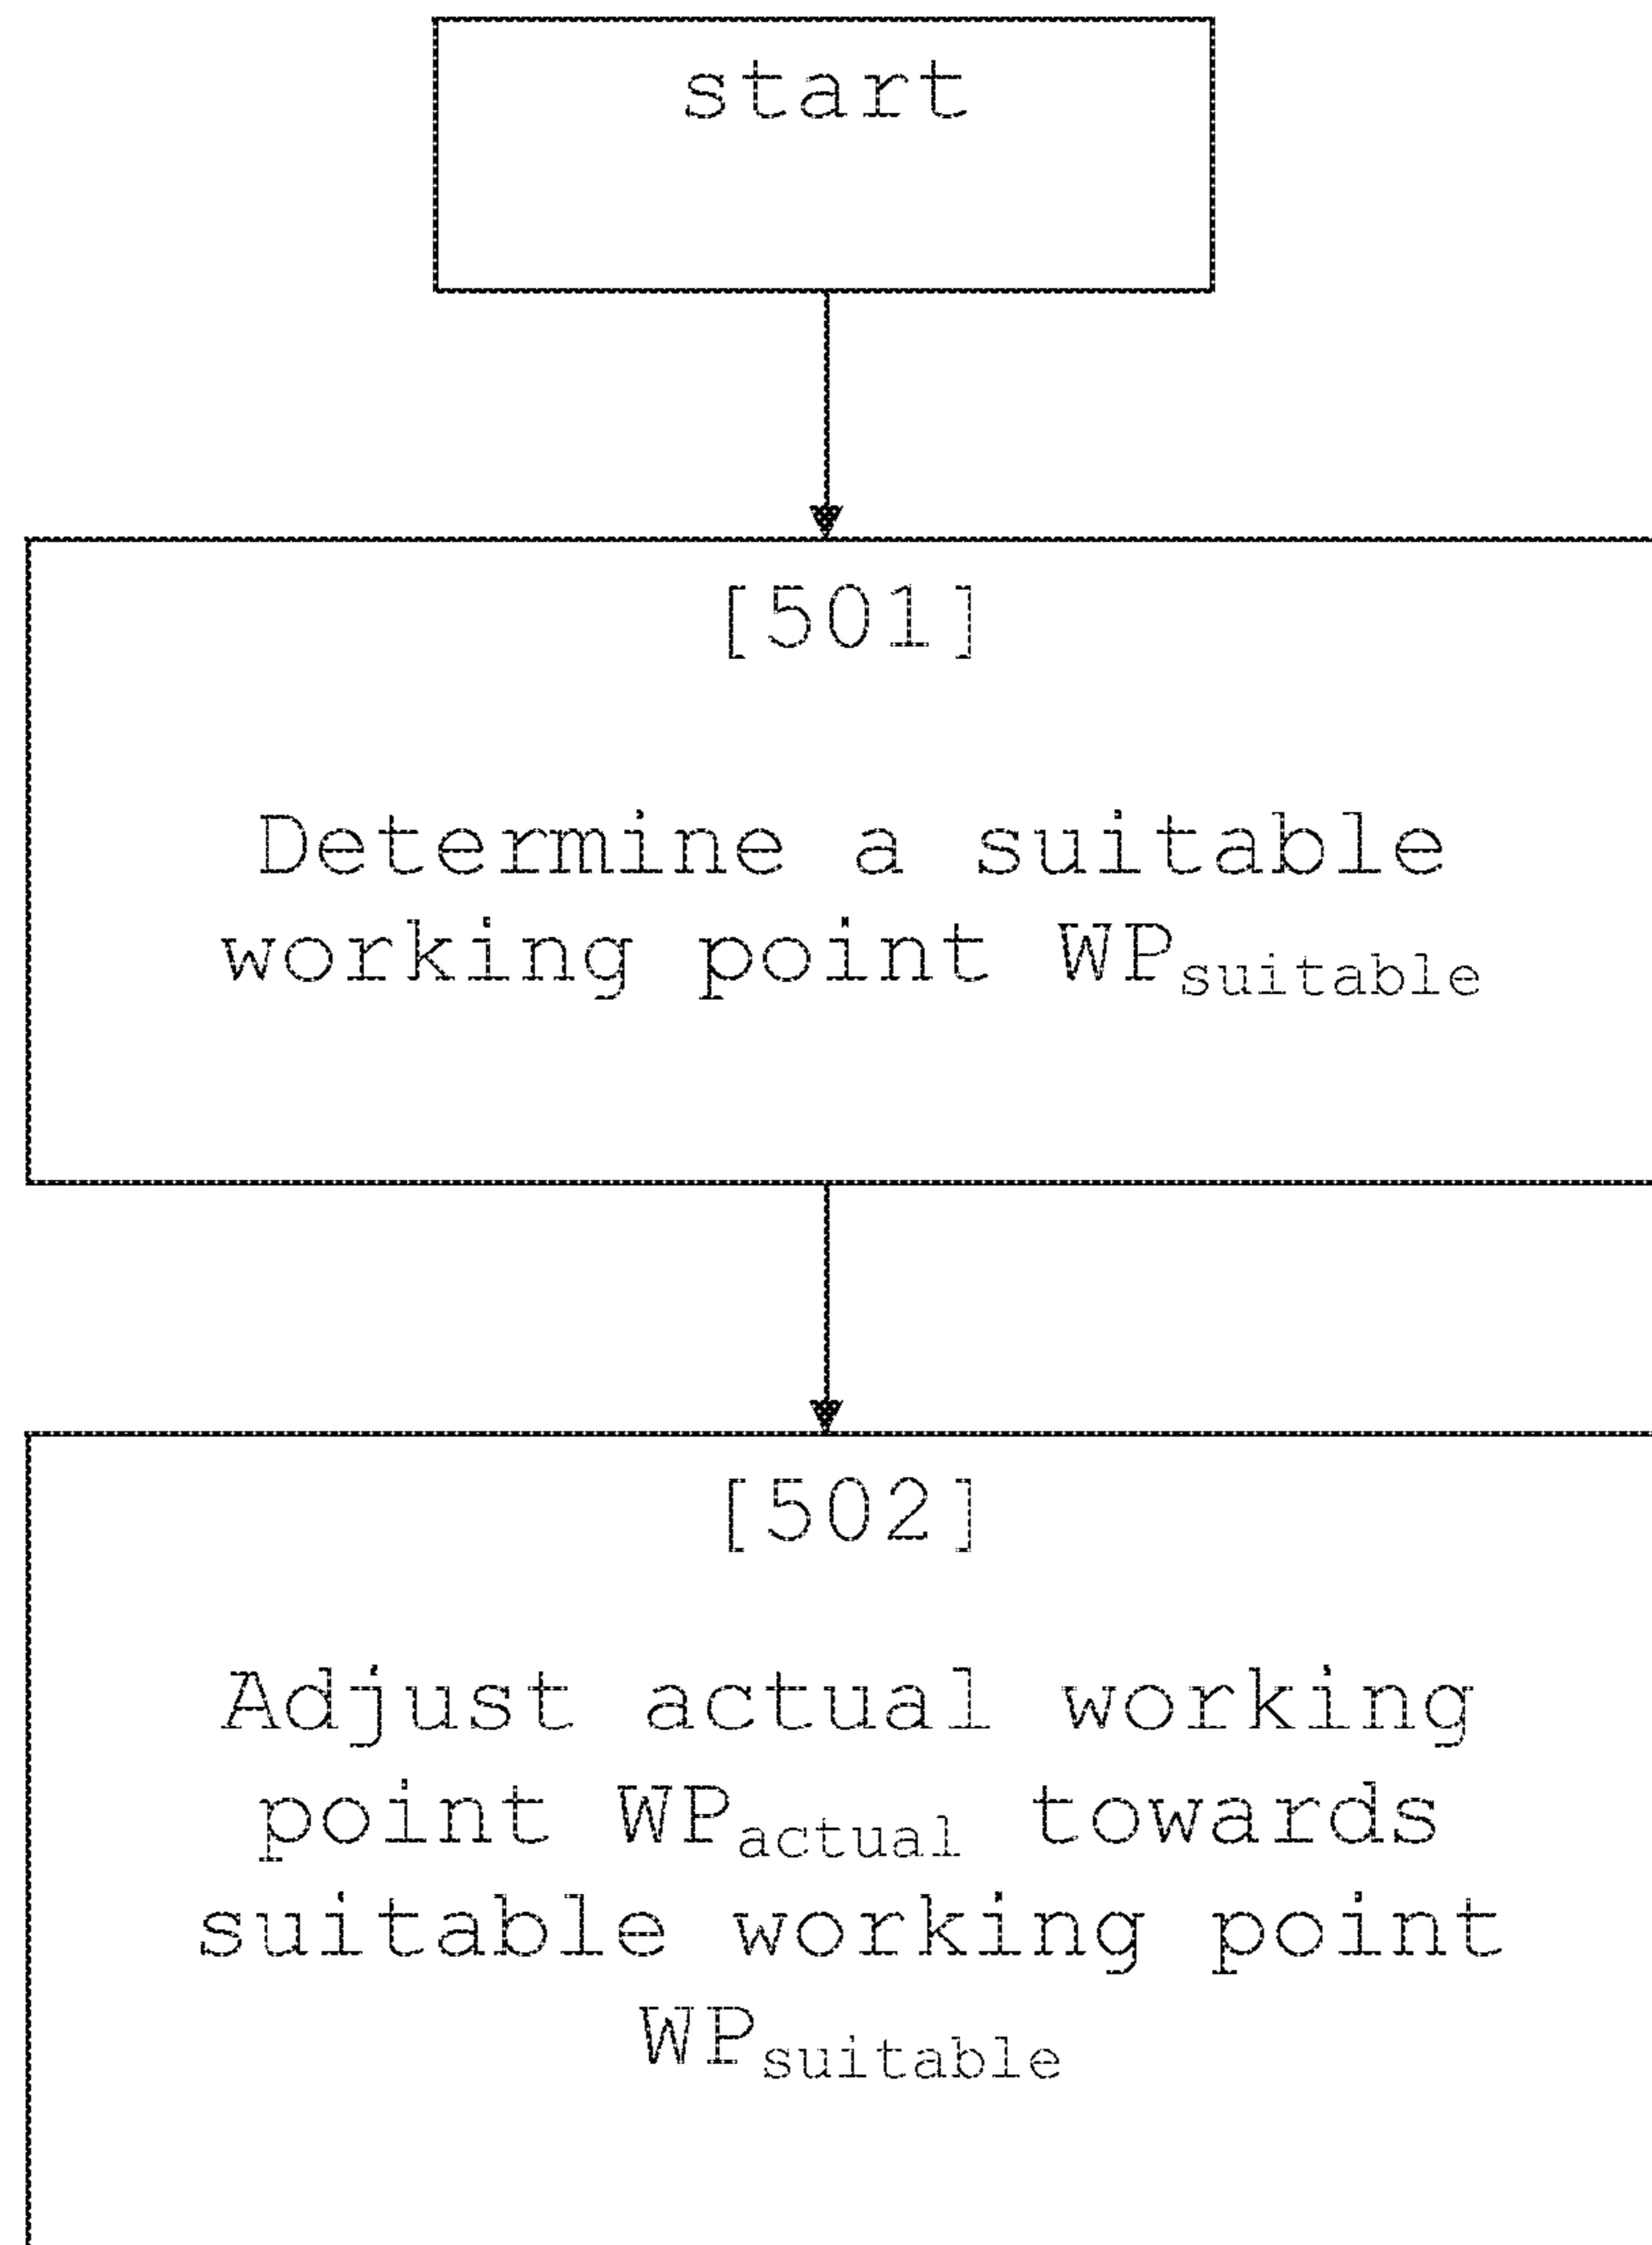 start
[501]
Determine a suitable
working point WPsuitable
[502]
Adjust actual working
point WPactual towards
suitable working point
WPsuitable